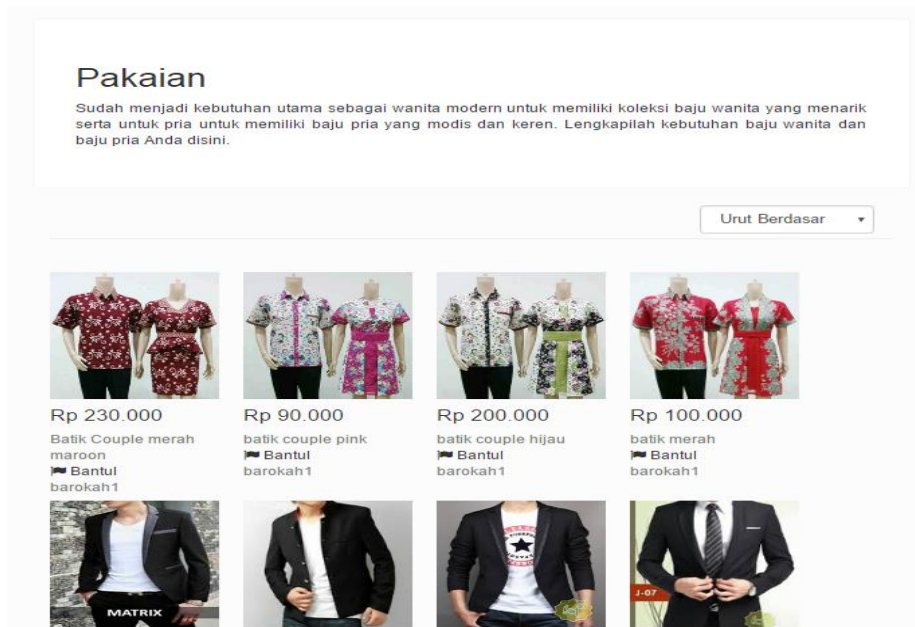 Pakaian
Sudah menjadi kebutuhan utama sebagai wanita modern untuk memiliki koleksi baju wanita yang menarik
serta untuk pria untuk memiliki baju pria yang modis dan keren. Lengkapilah kebutuhan baju wanita dan
baju pria Anda disini.
Urut Berdasar
Rp 230.000
Batik Couple merah
maroon
Bantul
barokah1
Rp 90.000
batik couple pink
Bantul
barokah1
Rp 200.000
batik couple hijau
Bantul
barokah1
Rp 100.000
batik merah
Bantul
barokah1
MATRIX
J-07